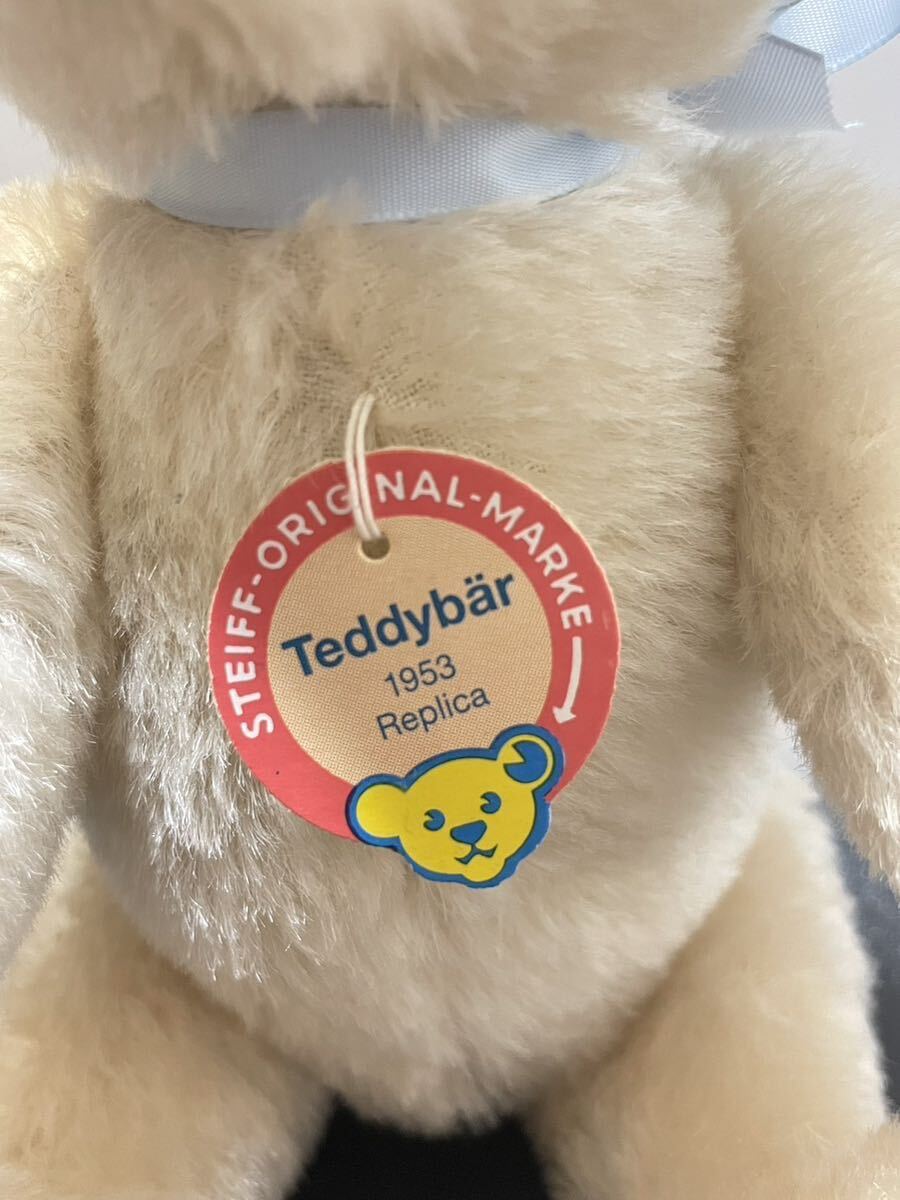 STEIFF-ORIGINAL-MARKE
Teddybär
1953
Replica